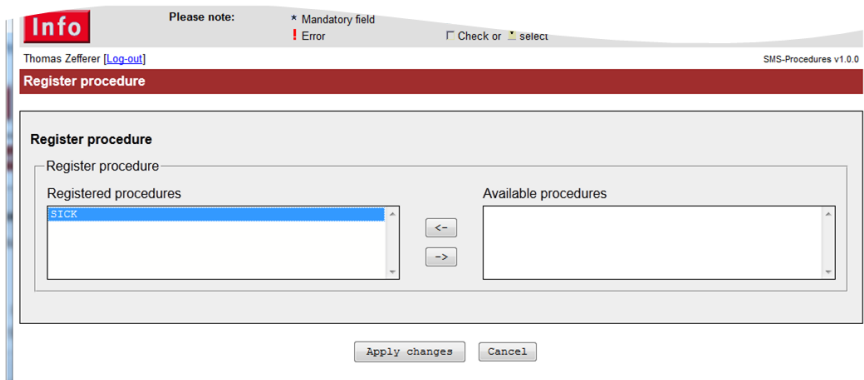 Info
Please note: * Mandatory field
! Error Check or select
Thomas Zefferer [Log-out] SMS-Procedures v1.0.0
Register procedure
Register procedure
Register procedure
Registered procedures Available procedures
SICK
<-
->
Apply changes Cancel